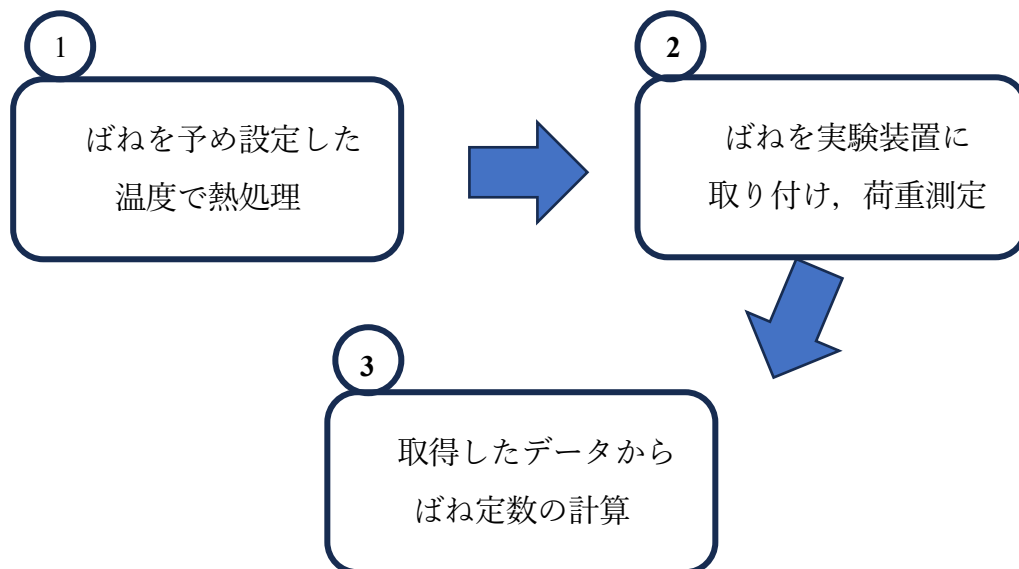 1
ばねを予め設定した
温度で熱処理
2
ばねを実験装置に
取り付け，荷重測定
3
取得したデータから
ばね定数の計算